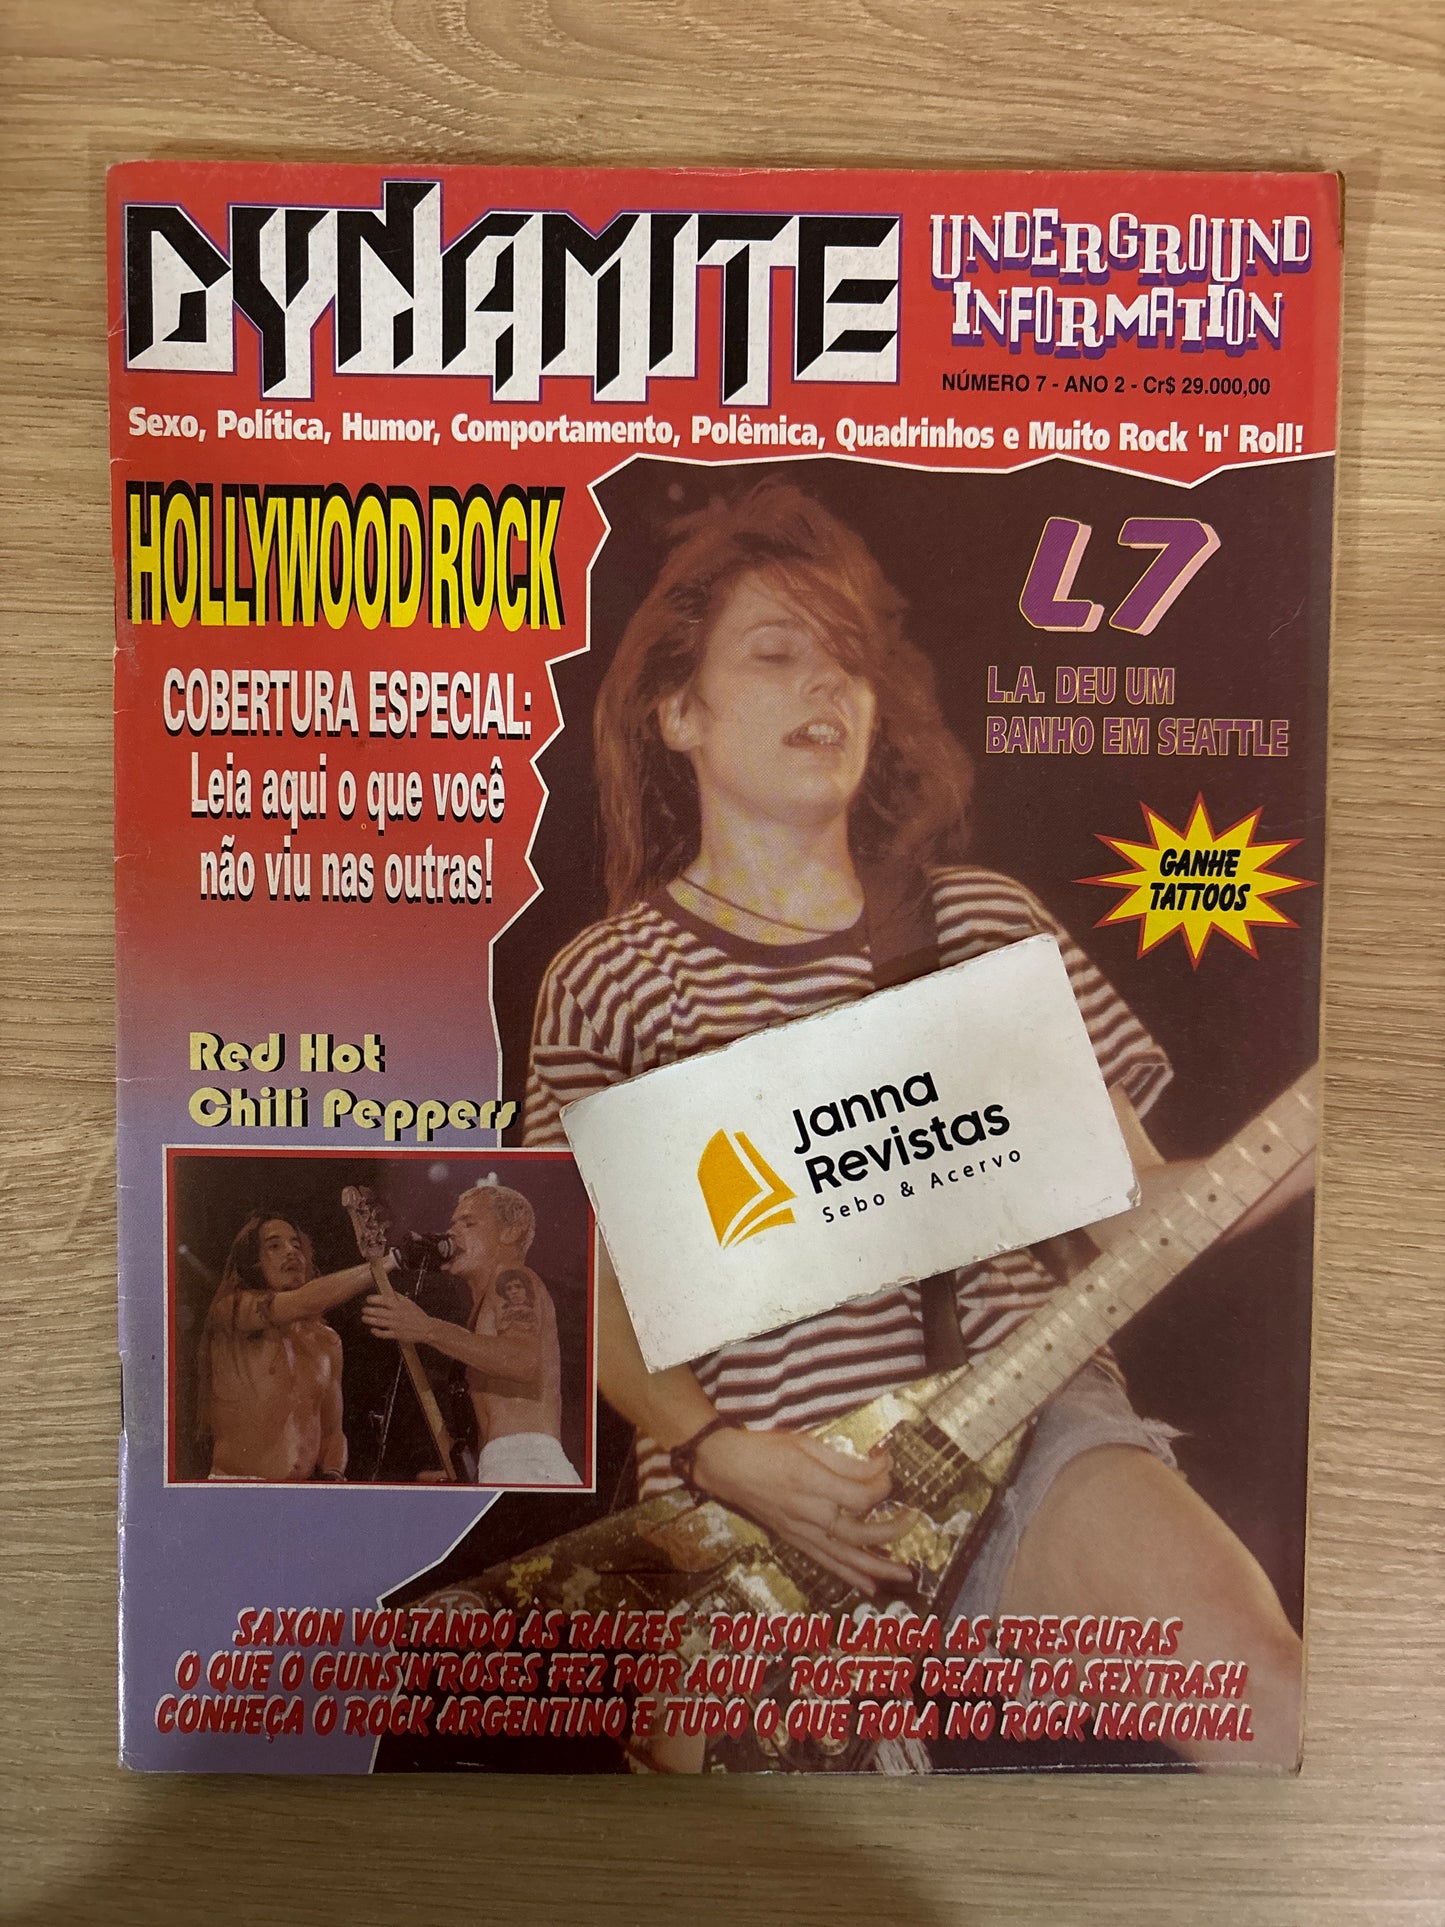 DYNAMITE
UNDERGROUND
INFORMATION
NÚMERO 7 - ANO 2 - Cr$ 29.000,00
Sexo, Política, Humor, Comportamento, Polêmica, Quadrinhos e Muito Rock 'n' Roll!
HOLLYWOOD ROCK
COBERTURA ESPECIAL:
Leia aqui o que você
não viu nas outras!
L7
L.A. DEU UM
BANHO EM SEATTLE
GANHE
TATTOOS
Red Hot
Chili Peppers
Janna
Revistas
Sebo & Acervo
SAXON VOLTANDO ÀS RAÍZES * POISON LARGA AS FRESCURAS
O QUE O GUNS'N'ROSES FEZ POR AQUI * POSTER DEATH DO SEXTRASH
CONHEÇA O ROCK ARGENTINO E TUDO O QUE ROLA NO ROCK NACIONAL